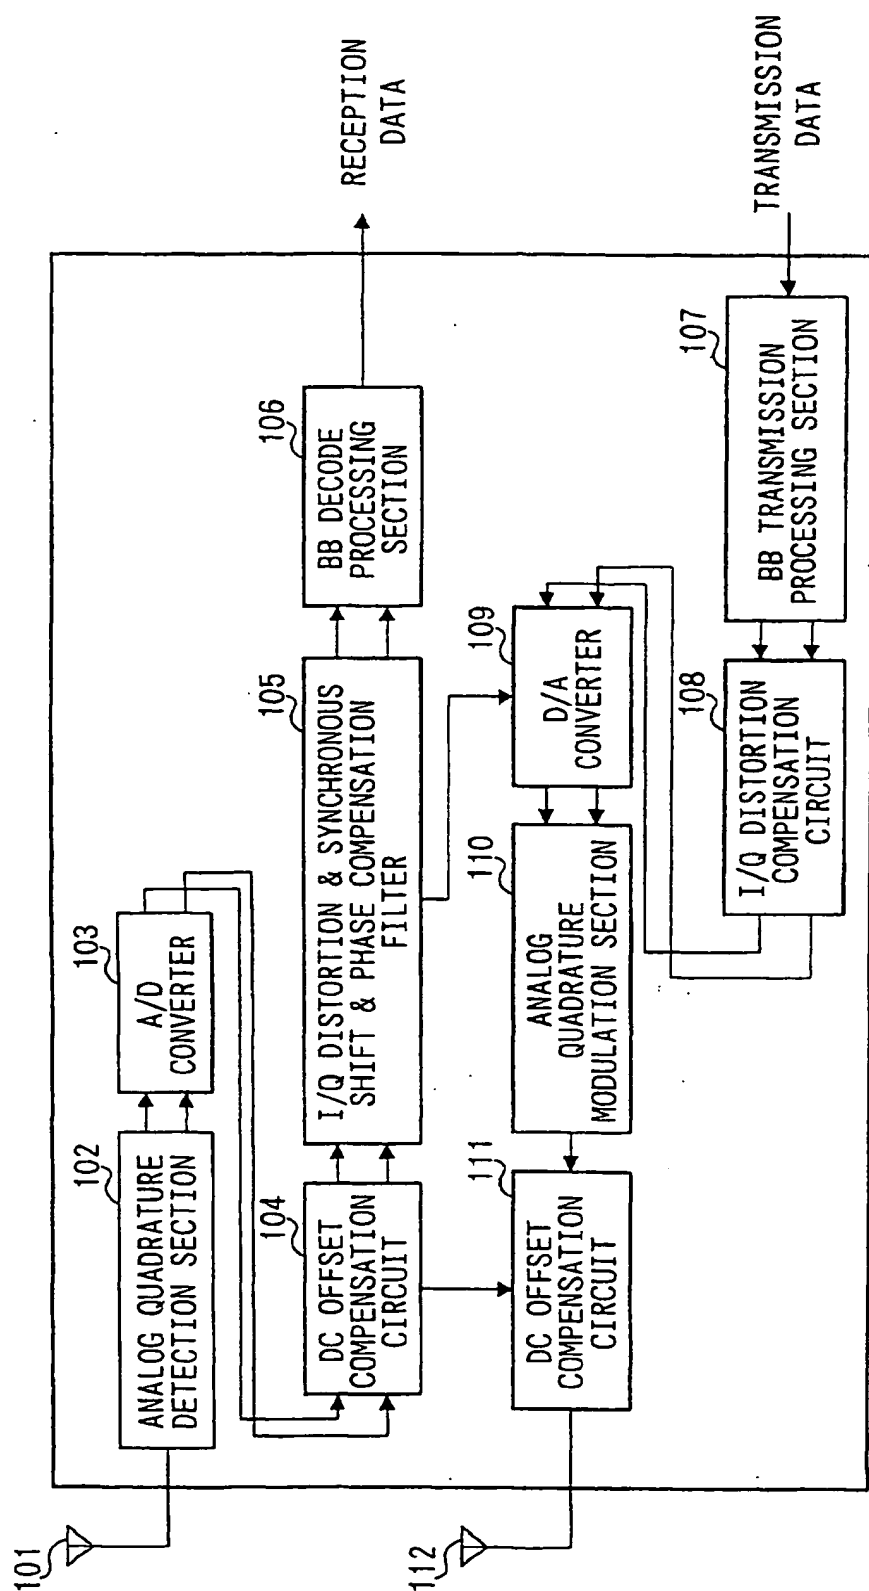 101
102
ANALOG QUADRATURE
DETECTION SECTION
103
A/D
CONVERTER
104
DC OFFSET
COMPENSATION
CIRCUIT
105
I/Q DISTORTION & SYNCHRONOUS
SHIFT & PHASE COMPENSATION
FILTER
106
BB DECODE
PROCESSING
SECTION
RECEPTION
DATA
112
111
DC OFFSET
COMPENSATION
CIRCUIT
110
ANALOG
QUADRATURE
MODULATION SECTION
109
D/A
CONVERTER
108
I/Q DISTORTION
COMPENSATION
CIRCUIT
107
BB TRANSMISSION
PROCESSING SECTION
TRANSMISSION
DATA